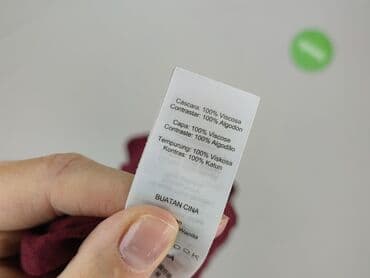 Cáscara: 100% Viscosa
Contrastar: 100% Algodón
Capa: 100% Viscose
Contraste: 100% Algodão
Tempurung: 100% Viskosa
Kontras: 100% Katun
BUATAN CINA